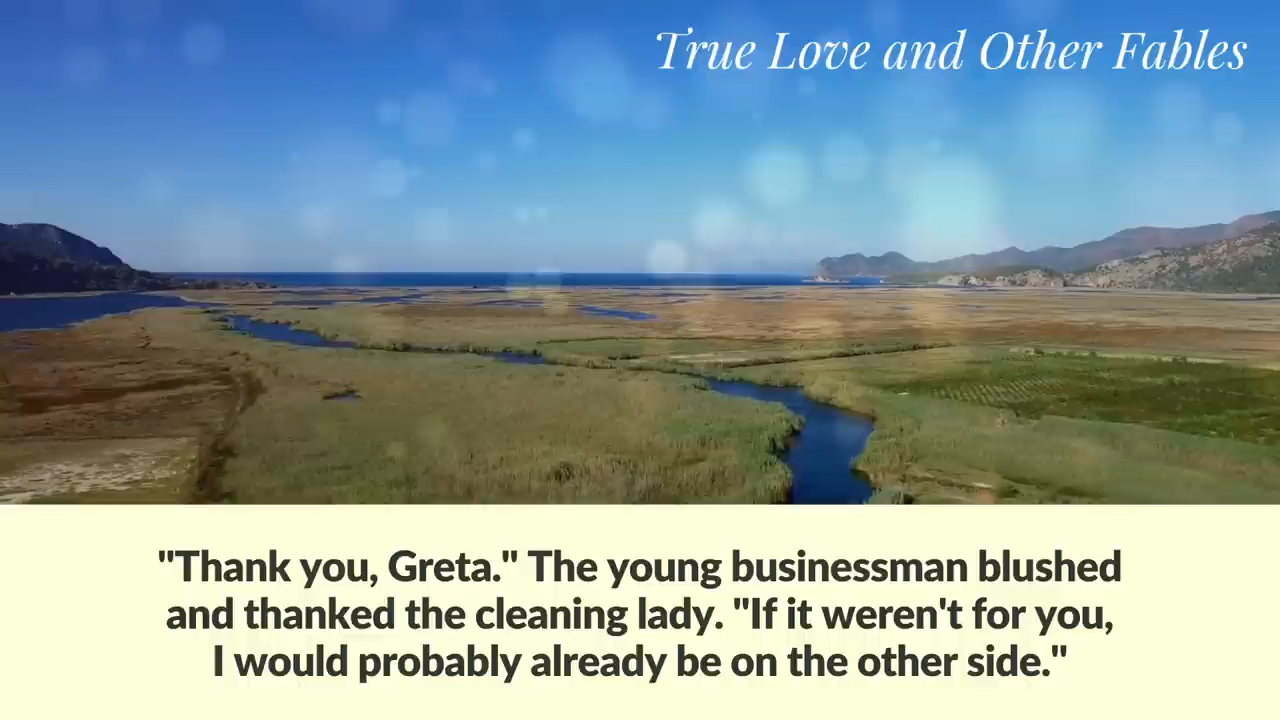 True Love and Other Fables
"Thank you, Greta." The young businessman blushed
and thanked the cleaning lady. "If it weren't for you,
I would probably already be on the other side."